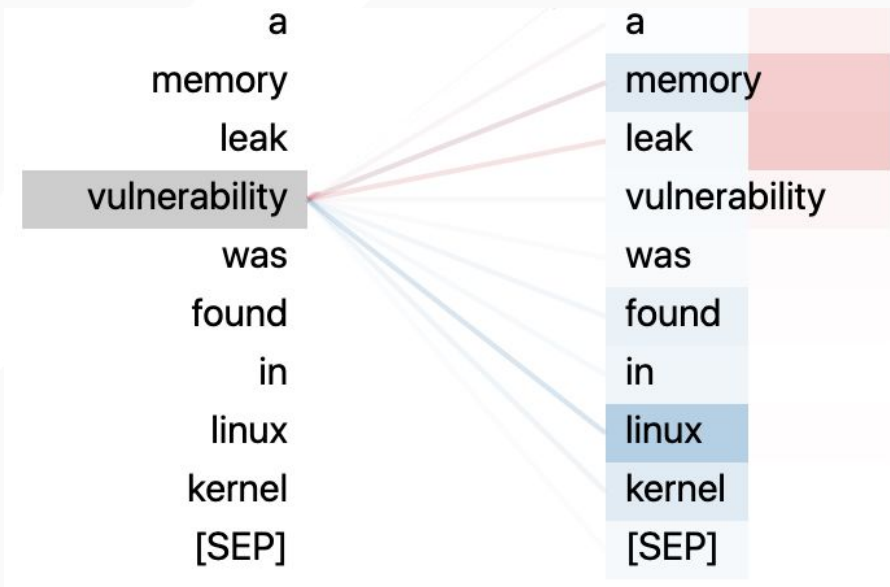 a a
memory memory
leak leak
vulnerability vulnerability
was was
found found
in in
linux linux
kernel kernel
[SEP] [SEP]